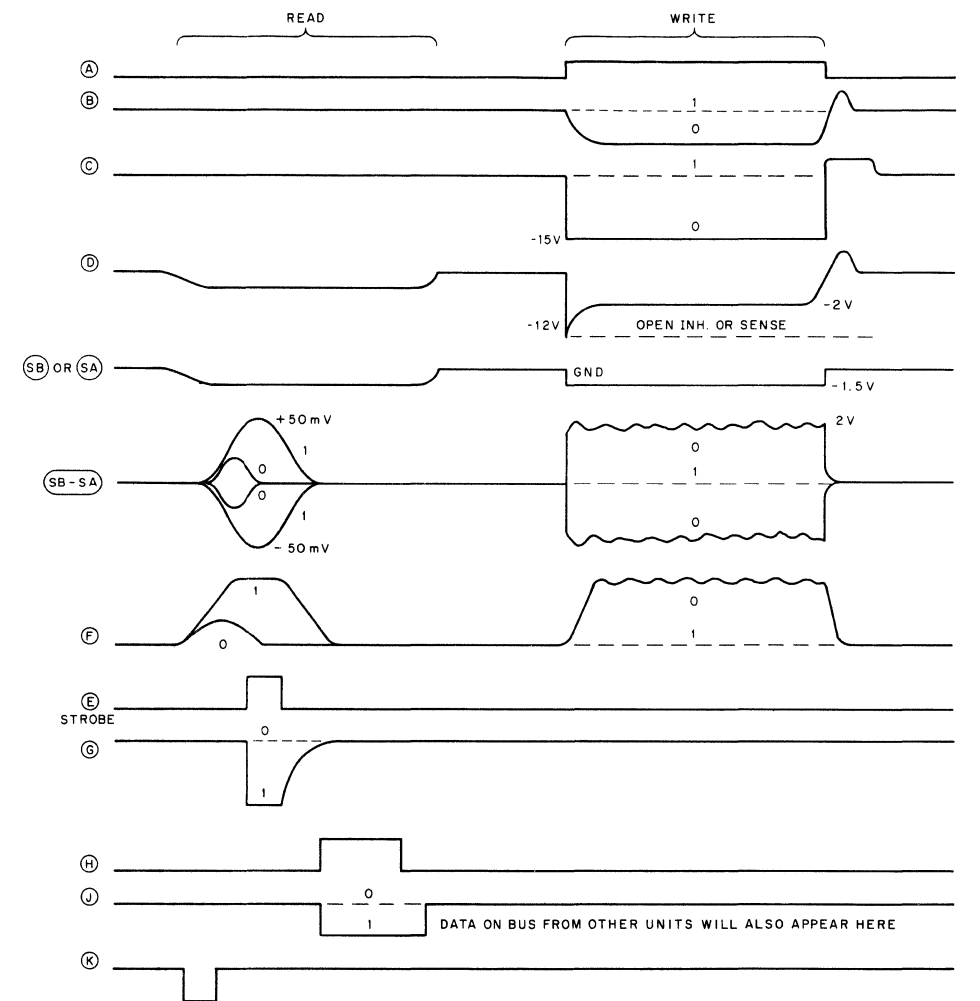 READ WRITE
A
B 1
0
C 1
0
-15V
D
-2V
-12V OPEN INH. OR SENSE
SB OR SA GND
-1.5V
+50mV 2V
1 0
0
SB-SA 1
0
1 0
-50mV
1 0
F 1
0
E
STROBE
0
G
1
H
0
J
1 DATA ON BUS FROM OTHER UNITS WILL ALSO APPEAR HERE
K